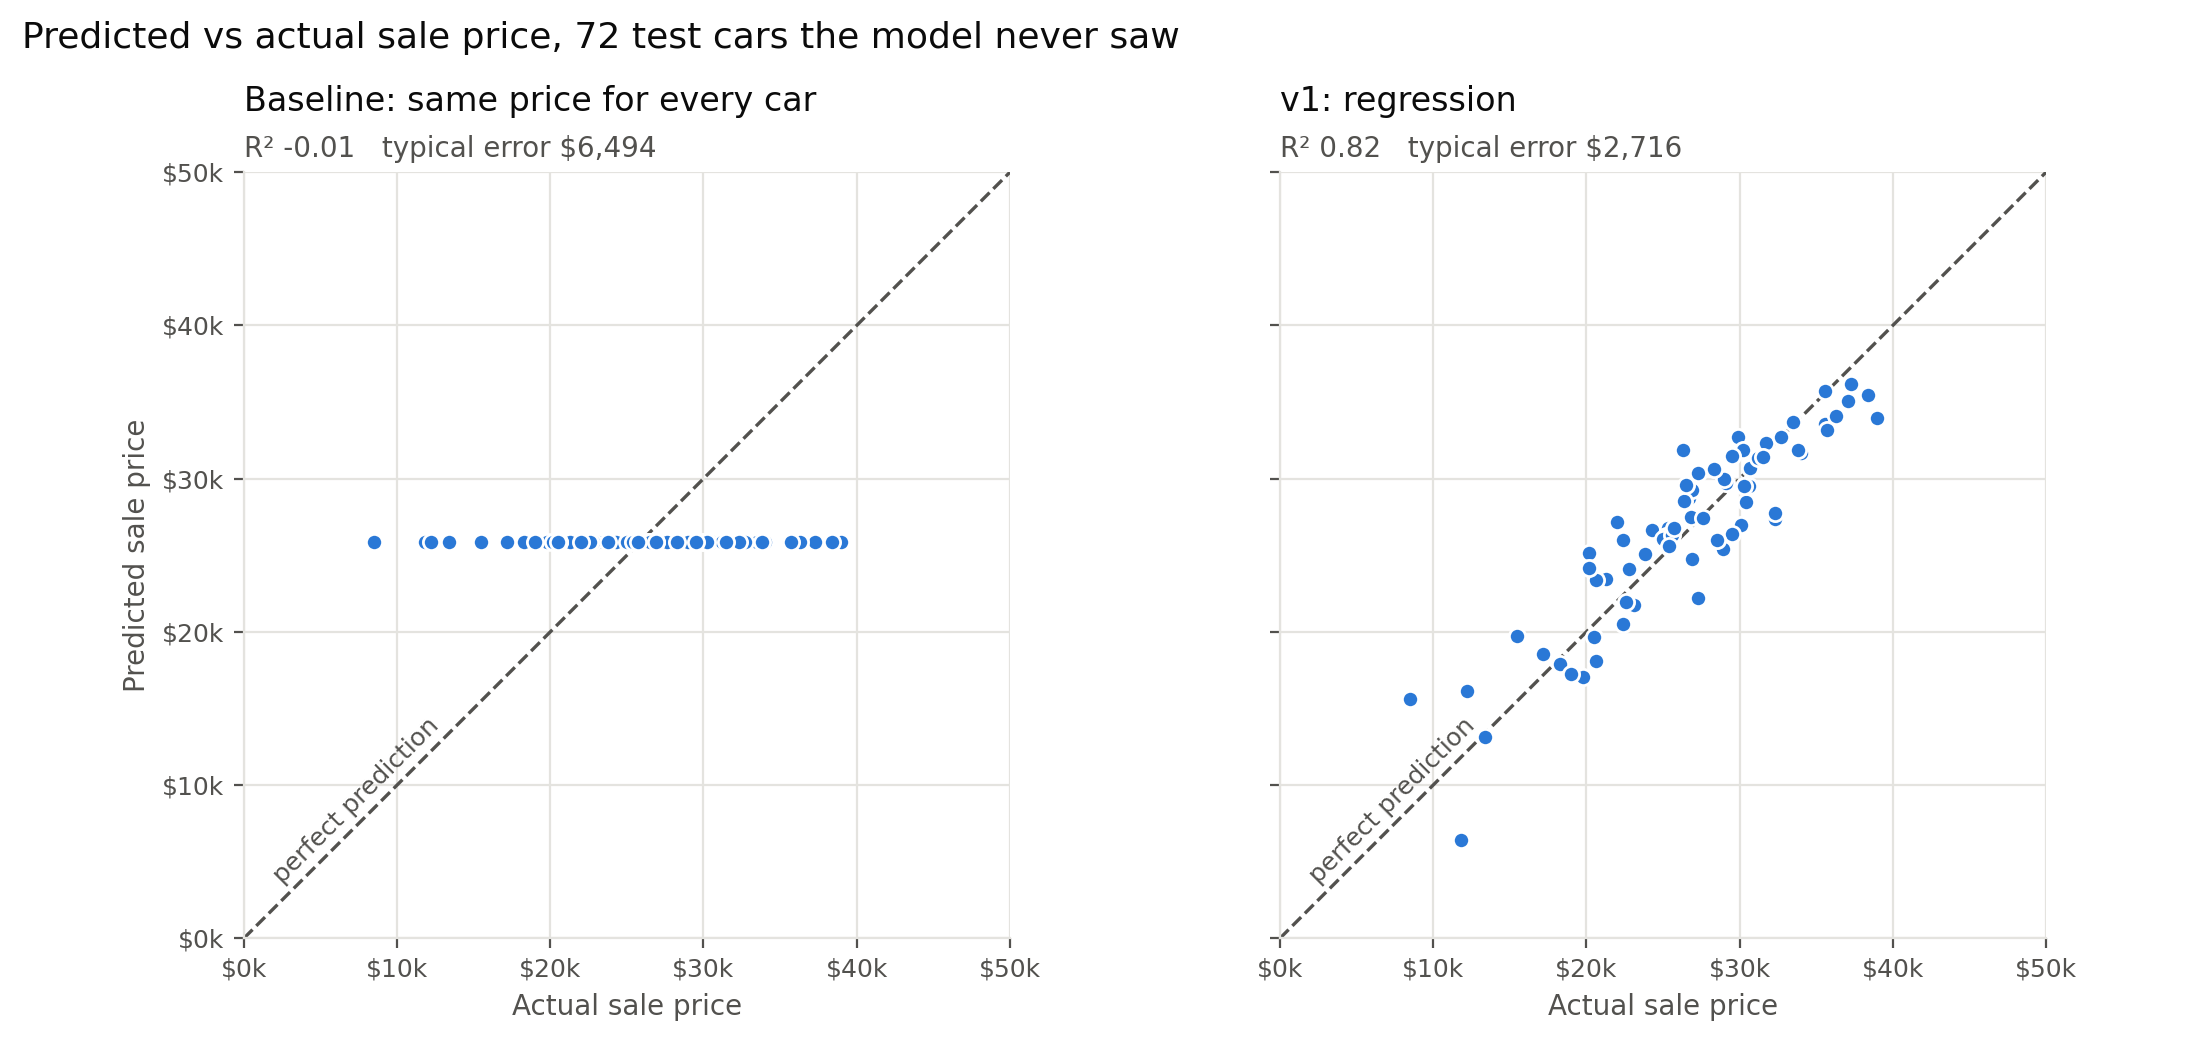 Predicted vs actual sale price, 72 test cars the model never saw
Baseline: same price for every car
R² -0.01 typical error $6,494
$50k
$40k
$30k
$20k
$10k
$0k
Predicted sale price
perfect prediction
$0k $10k $20k $30k $40k $50k
Actual sale price
v1: regression
R² 0.82 typical error $2,716
perfect prediction
$0k $10k $20k $30k $40k $50k
Actual sale price